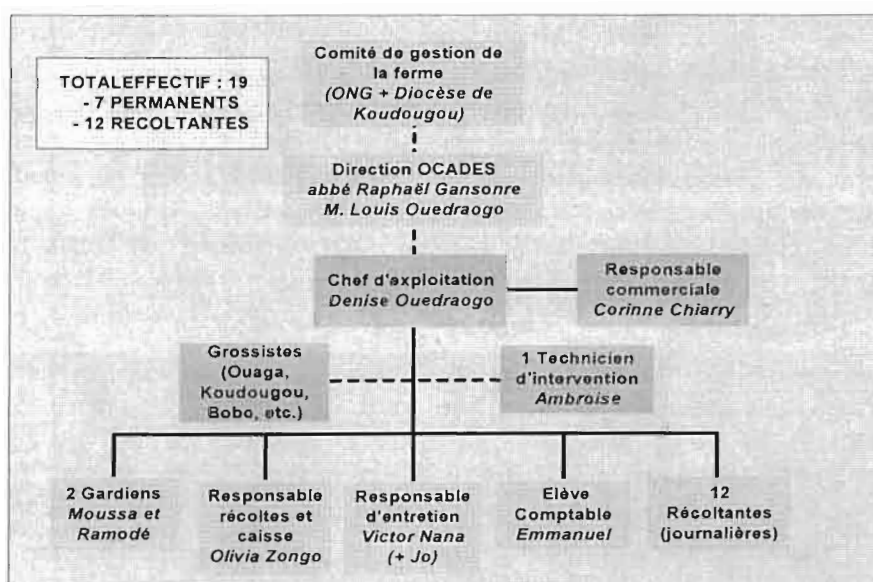 TOTALEFFECTIF : 19
- 7 PERMANENTS
- 12 RECOLTANTES
Comité de gestion de
la ferme
(ONG + Diocèse de
Koudougou)
Direction OCADES
abbé Raphaël Gansonre
M. Louis Ouedraogo
Chef d'exploitation
Denise Ouedraogo
Responsable
commerciale
Corinne Chiarry
Grossistes
(Ouaga,
Koudougou,
Bobo, etc.)
1 Technicien
d'intervention
Ambroise
2 Gardiens
Moussa et
Ramodé
Responsable
récoltes et
caisse
Olivia Zongo
Responsable
d'entretien
Victor Nana
(+ Jo)
Elève
Comptable
Emmanuel
12
Récoltantes
(journalières)